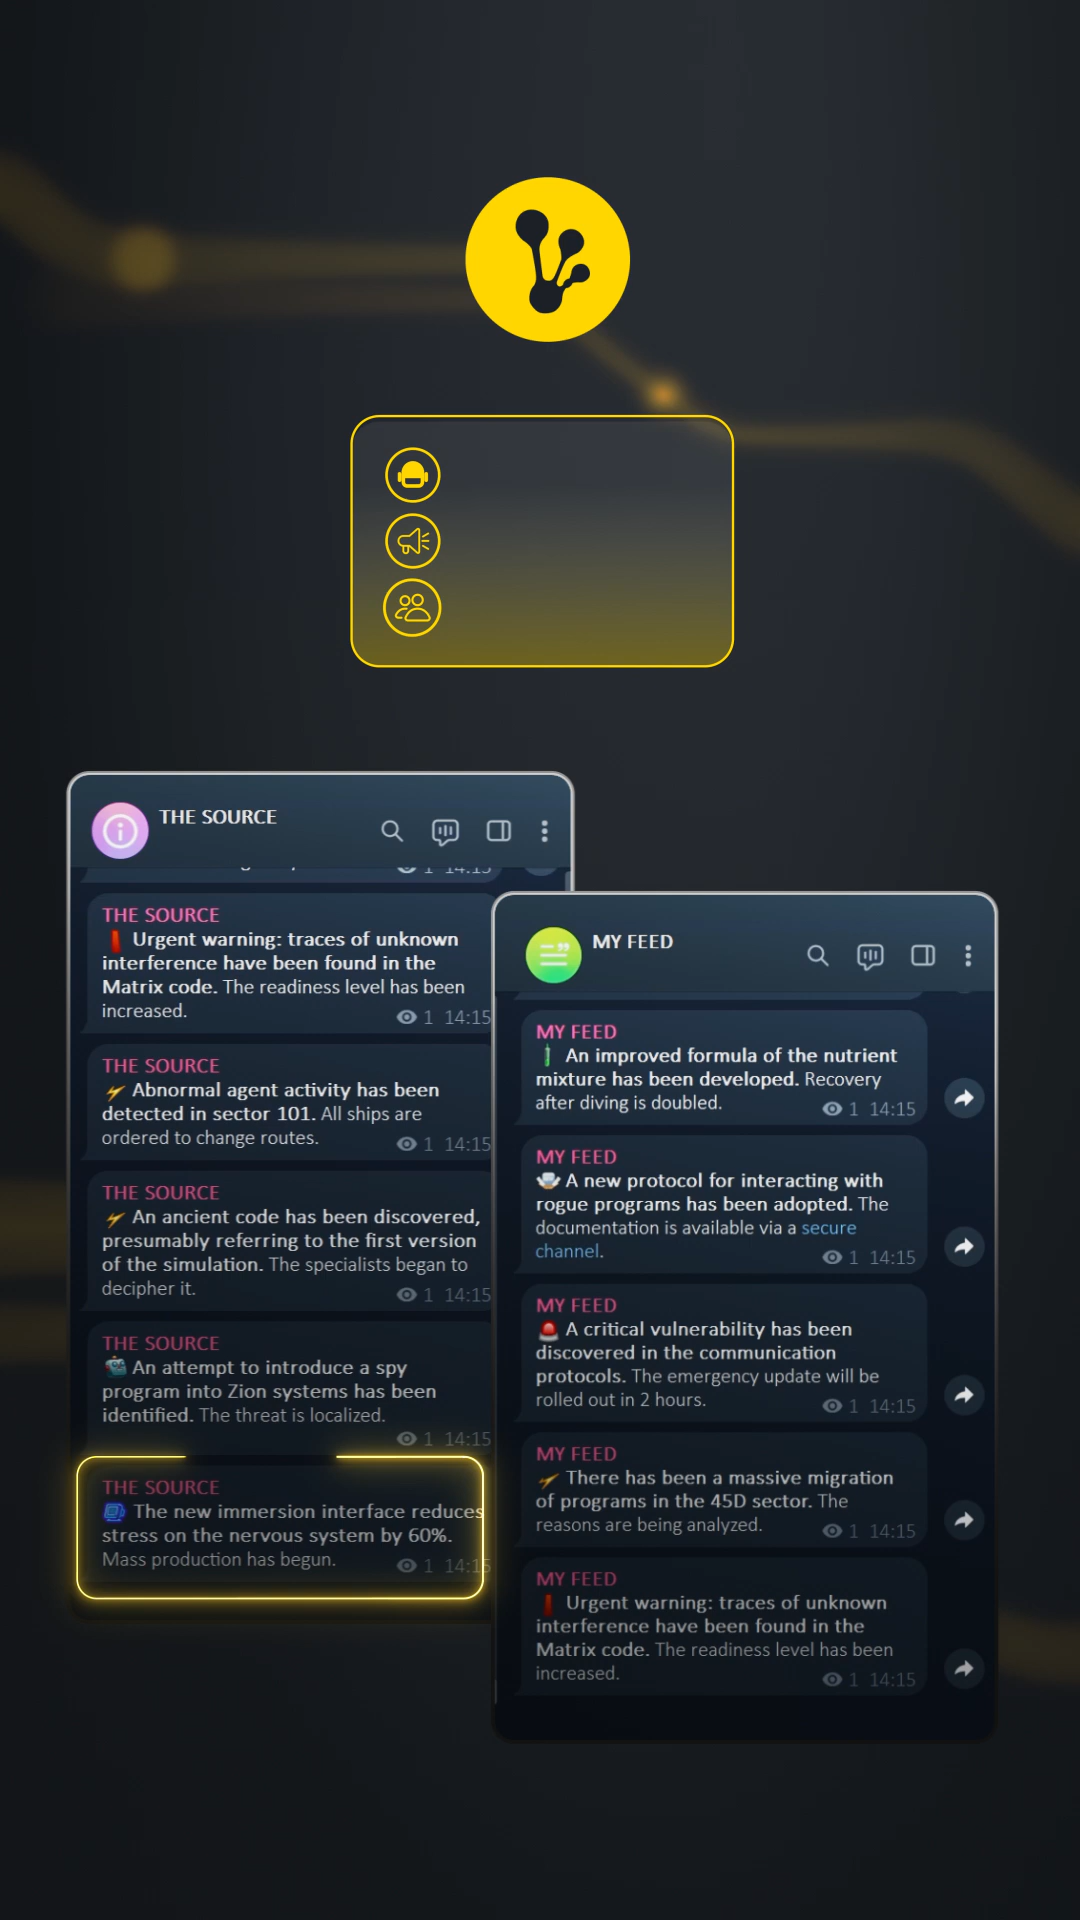 THE SOURCE
1 14:15
THE SOURCE
Urgent warning: traces of unknown
interference have been found in the
Matrix code. The readiness level has been
increased.
1 14:15
THE SOURCE
Abnormal agent activity has been
detected in sector 101. All ships are
ordered to change routes.
1 14:15
THE SOURCE
An ancient code has been discovered,
presumably referring to the first version
of the simulation. The specialists began to
decipher it.
1 14:15
THE SOURCE
An attempt to introduce a spy
program into Zion systems has been
identified. The threat is localized.
1 14:15
THE SOURCE
The new immersion interface reduces
stress on the nervous system by 60%.
Mass production has begun.
1 14:15
MY FEED
MY FEED
An improved formula of the nutrient
mixture has been developed. Recovery
after diving is doubled.
1 14:15
MY FEED
A new protocol for interacting with
rogue programs has been adopted. The
documentation is available via a secure
channel.
1 14:15
MY FEED
A critical vulnerability has been
discovered in the communication
protocols. The emergency update will be
rolled out in 2 hours.
1 14:15
MY FEED
There has been a massive migration
of programs in the 45D sector. The
reasons are being analyzed.
1 14:15
MY FEED
Urgent warning: traces of unknown
interference have been found in the
Matrix code. The readiness level has been
increased.
1 14:15